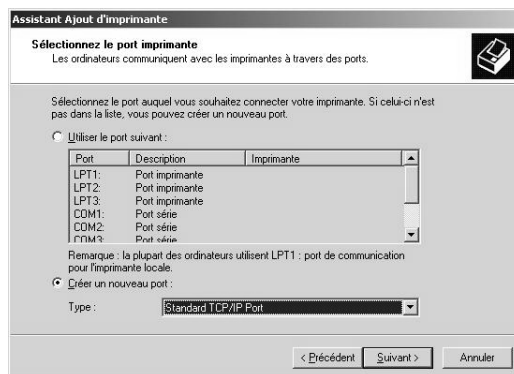 Assistant Ajout d'imprimante
Sélectionnez le port imprimante
Les ordinateurs communiquent avec les imprimantes à travers des ports.
Sélectionnez le port auquel vous souhaitez connecter votre imprimante. Si celui-ci n'est
pas dans la liste, vous pouvez créer un nouveau port.
Utiliser le port suivant :
Port Description Imprimante
LPT1: Port imprimante
LPT2: Port imprimante
LPT3: Port imprimante
COM1: Port série
COM2: Port série
COM3: Port série
Remarque : la plupart des ordinateurs utilisent LPT1 : port de communication
pour l'imprimante locale.
Créer un nouveau port :
Type : Standard TCP/IP Port
< Précédent Suivant > Annuler